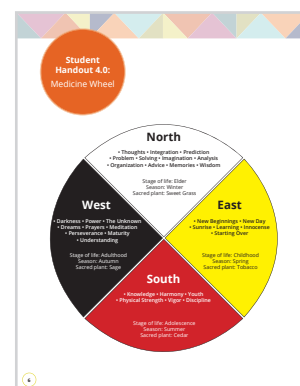 Student
Handout 4.0:
Medicine Wheel
North
• Thoughts • Integration • Prediction
• Problem • Solving • Imagination • Analysis
• Organization • Advice • Memories • Wisdom
Stage of life: Elder
Season: Winter
Sacred plant: Sweet Grass
West
• Darkness • Power • The Unknown
• Dreams • Prayers • Meditation
• Perseverance • Maturity
• Understanding
Stage of life: Adulthood
Season: Autumn
Sacred plant: Sage
East
• New Beginnings • New Day
• Sunrise • Learning • Innocense
• Starting Over
Stage of life: Childhood
Season: Spring
Sacred plant: Tobacco
South
• Knowledge • Harmony • Youth
• Physical Strength • Vigor • Discipline
Stage of life: Adolesence
Season: Summer
Sacred plant: Cedar